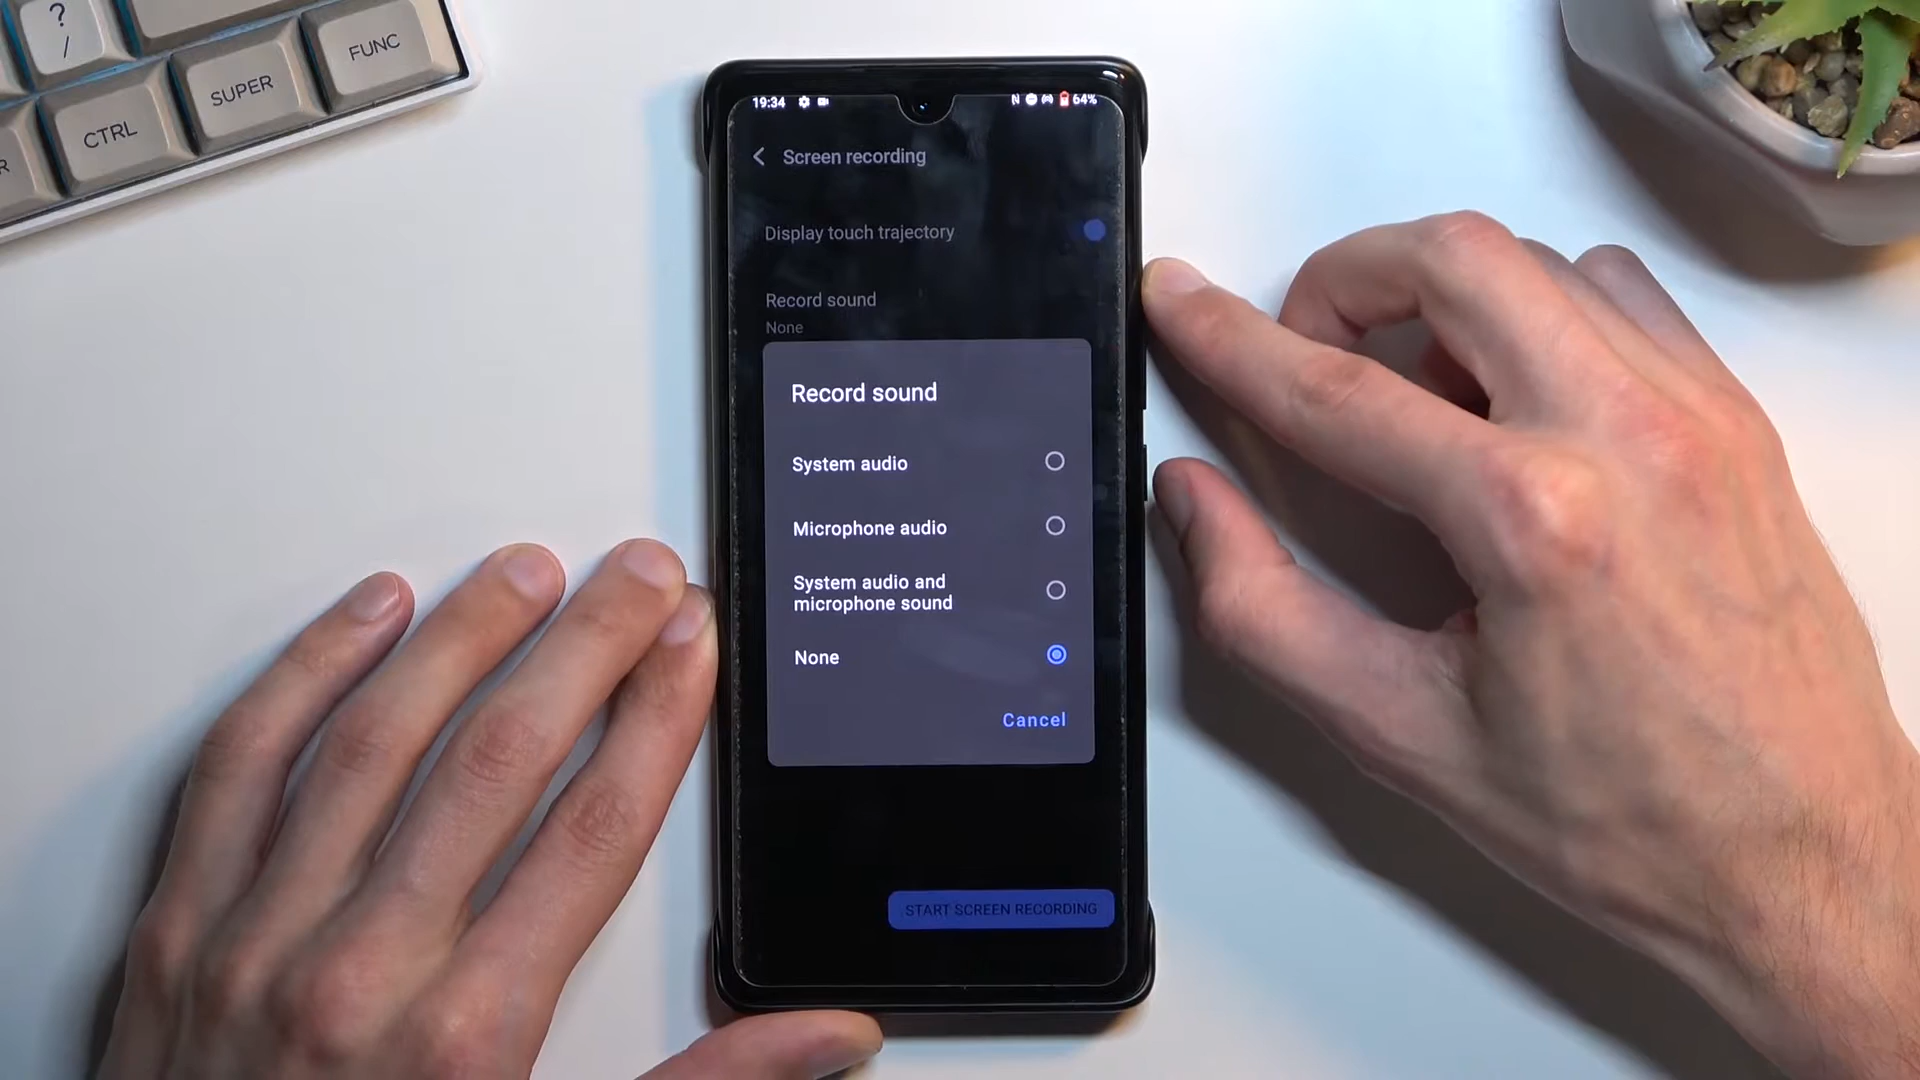 ?
/
FUNC
SUPER
CTRL
R
19:34
N
64%
Screen recording
Display touch trajectory
Record sound
None
Record sound
System audio
Microphone audio
System audio and
microphone sound
None
Cancel
START SCREEN RECORDING